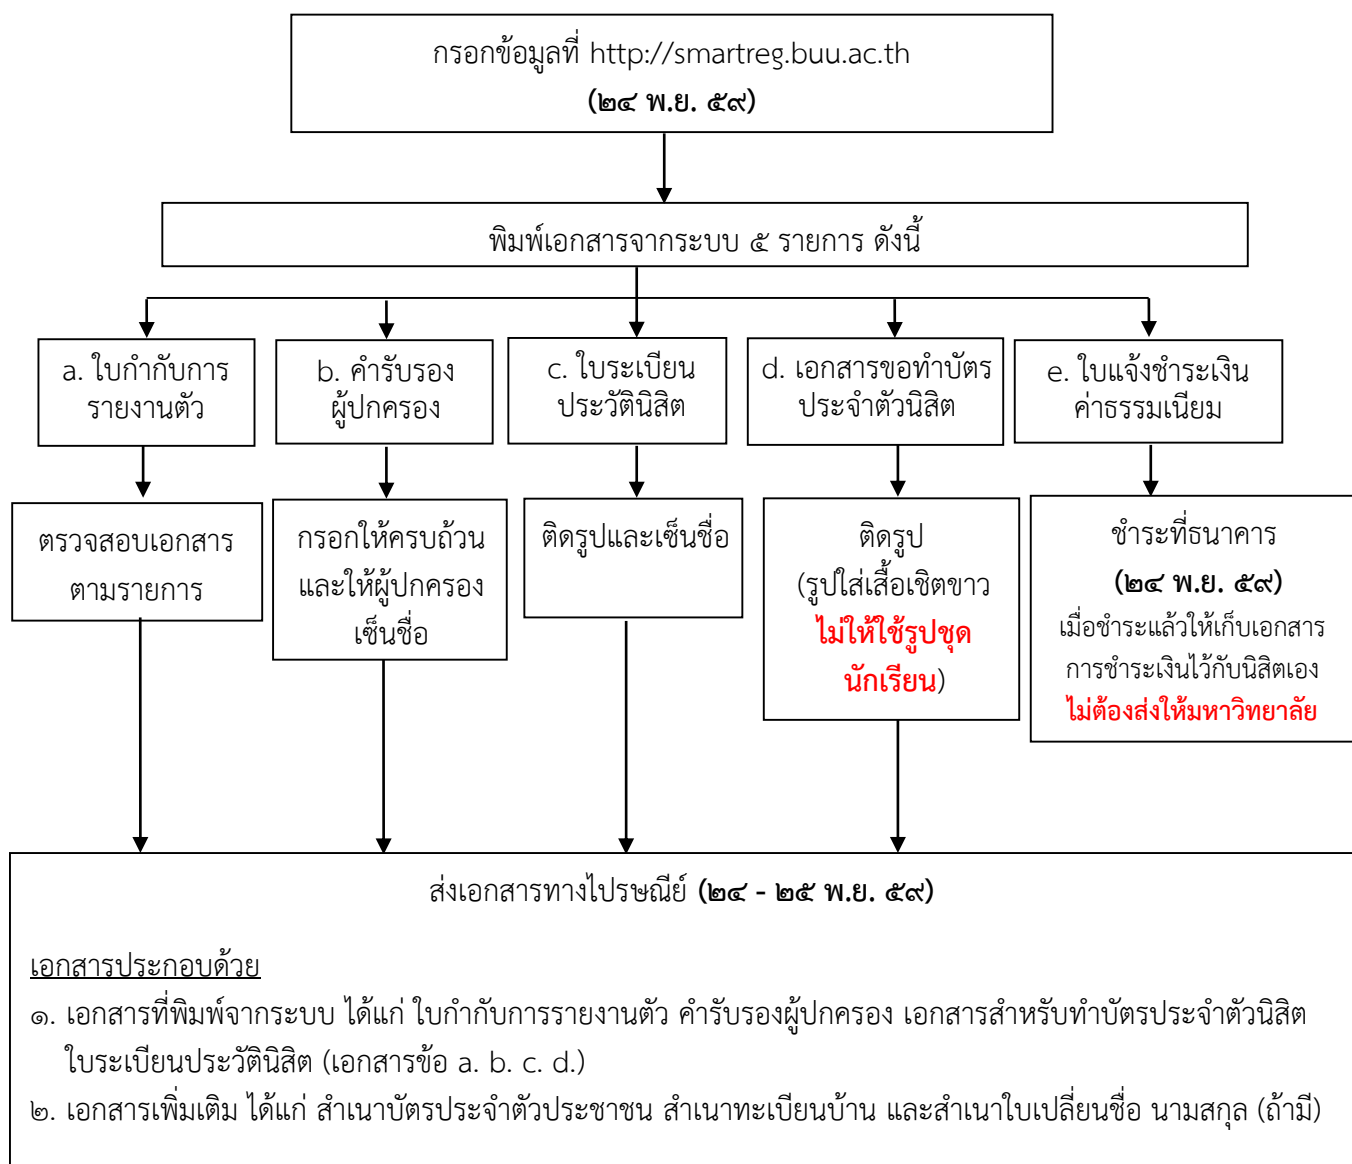 กรอกข้อมูลที่ http://smartreg.buu.ac.th
(๒๔ พ.ย. ๕๙)
พิมพ์เอกสารจากระบบ ๕ รายการ ดังนี้
a. ใบกำกับการ
รายงานตัว
b. คำรับรอง
ผู้ปกครอง
c. ใบระเบียน
ประวัตินิสิต
d. เอกสารขอทำบัตร
ประจำตัวนิสิต
e. ใบแจ้งชำระเงิน
ค่าธรรมเนียม
ตรวจสอบเอกสาร
ตามรายการ
กรอกให้ครบถ้วน
และให้ผู้ปกครอง
เซ็นชื่อ
ติดรูปและเซ็นชื่อ
ติดรูป
(รูปใส่เสื้อเชิตขาว
ไม่ให้ใช้รูปชุด
นักเรียน)
ชำระที่ธนาคาร
(๒๔ พ.ย. ๕๙)
เมื่อชำระแล้วให้เก็บเอกสาร
การชำระเงินไว้กับนิสิตเอง
ไม่ต้องส่งให้มหาวิทยาลัย
ส่งเอกสารทางไปรษณีย์ (๒๔ - ๒๕ พ.ย. ๕๙)
เอกสารประกอบด้วย
๑. เอกสารที่พิมพ์จากระบบ ได้แก่ ใบกำกับการรายงานตัว คำรับรองผู้ปกครอง เอกสารสำหรับทำบัตรประจำตัวนิสิต
ใบระเบียนประวัตินิสิต (เอกสารข้อ a. b. c. d.)
๒. เอกสารเพิ่มเติม ได้แก่ สำเนาบัตรประจำตัวประชาชน สำเนาทะเบียนบ้าน และสำเนาใบเปลี่ยนชื่อ นามสกุล (ถ้ามี)